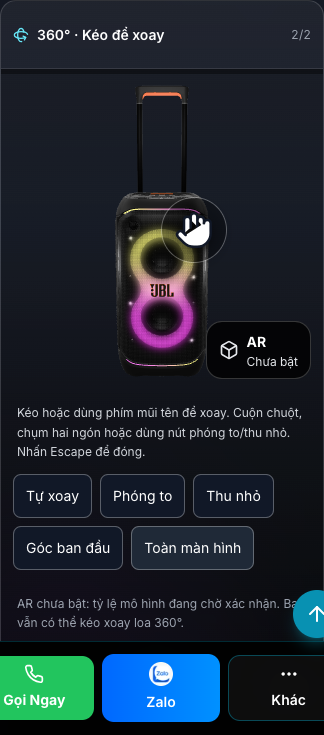 360° · Kéo để xoay
2/2
JBL
AR
Chưa bật
Kéo hoặc dùng phím mũi tên để xoay. Cuộn chuột,
chụm hai ngón hoặc dùng nút phóng to/thu nhỏ.
Nhấn Escape để đóng.
Tự xoay
Phóng to
Thu nhỏ
Góc ban đầu
Toàn màn hình
AR chưa bật: tỷ lệ mô hình đang chờ xác nhận.
vẫn có thể kéo xoay loa 360°.
Gọi Ngay
Zalo
Zalo
Khác